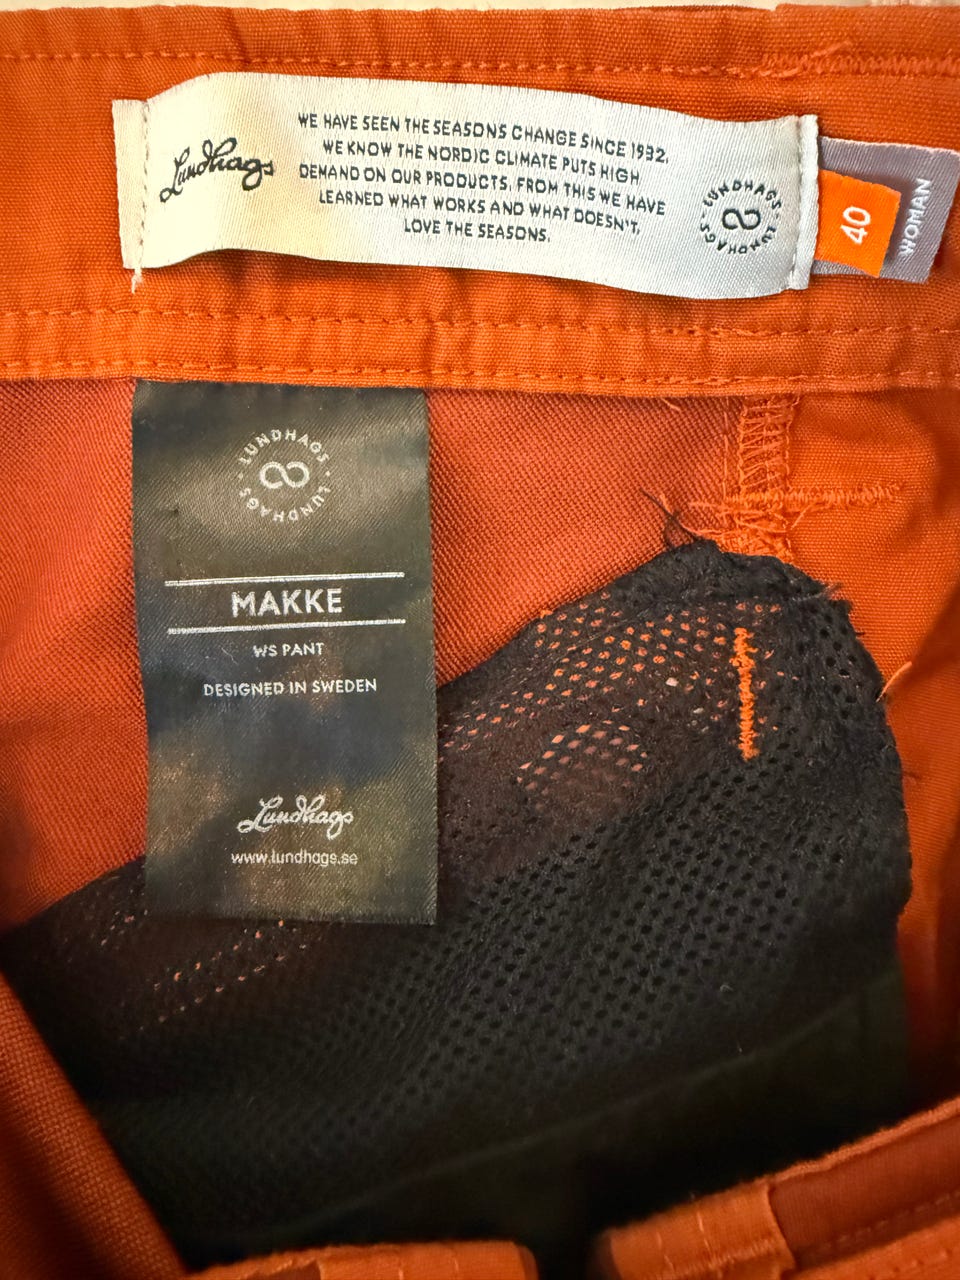 Lundhags
WE HAVE SEEN THE SEASONS CHANGE SINCE 1932.
WE KNOW THE NORDIC CLIMATE PUTS HIGH
DEMAND ON OUR PRODUCTS. FROM THIS WE HAVE
LEARNED WHAT WORKS AND WHAT DOESN'T.
LOVE THE SEASONS.
LUNDHAGS · LUNDHAGS ·
40
WOMAN
LUNDHAGS · LUNDHAGS ·
MAKKE
WS PANT
DESIGNED IN SWEDEN
Lundhags
www.lundhags.se